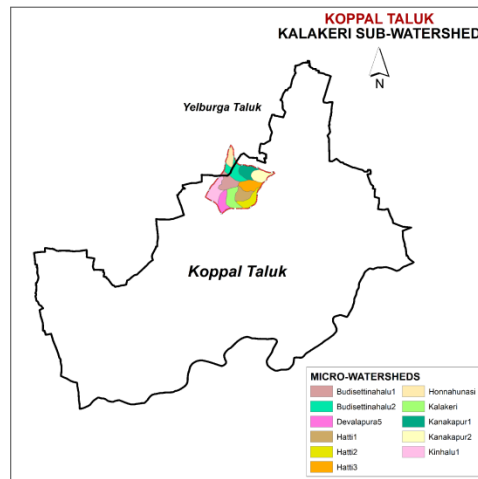 KOPPAL TALUK
KALAKERI SUB-WATERSHED
N
Yelburga Taluk
Koppal Taluk
MICRO-WATERSHEDS
Budisettinahalu1
Budisettinahalu2
Devalapura5
Hatti1
Hatti2
Hatti3
Honnahunasi
Kalakeri
Kanakapur1
Kanakapur2
Kinhalu1